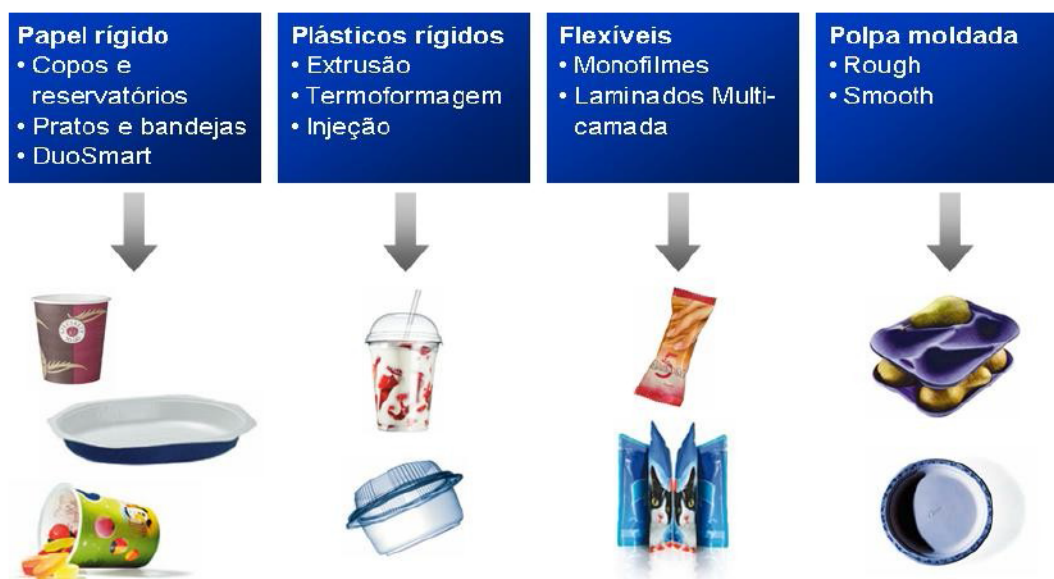 Papel rígido
• Copos e
reservatórios
• Pratos e bandejas
• DuoSmart
Plásticos rígidos
• Extrusão
• Termoformagem
• Injeção
Flexíveis
• Monofilmes
• Laminados Multi-
camada
Polpa moldada
• Rough
• Smooth